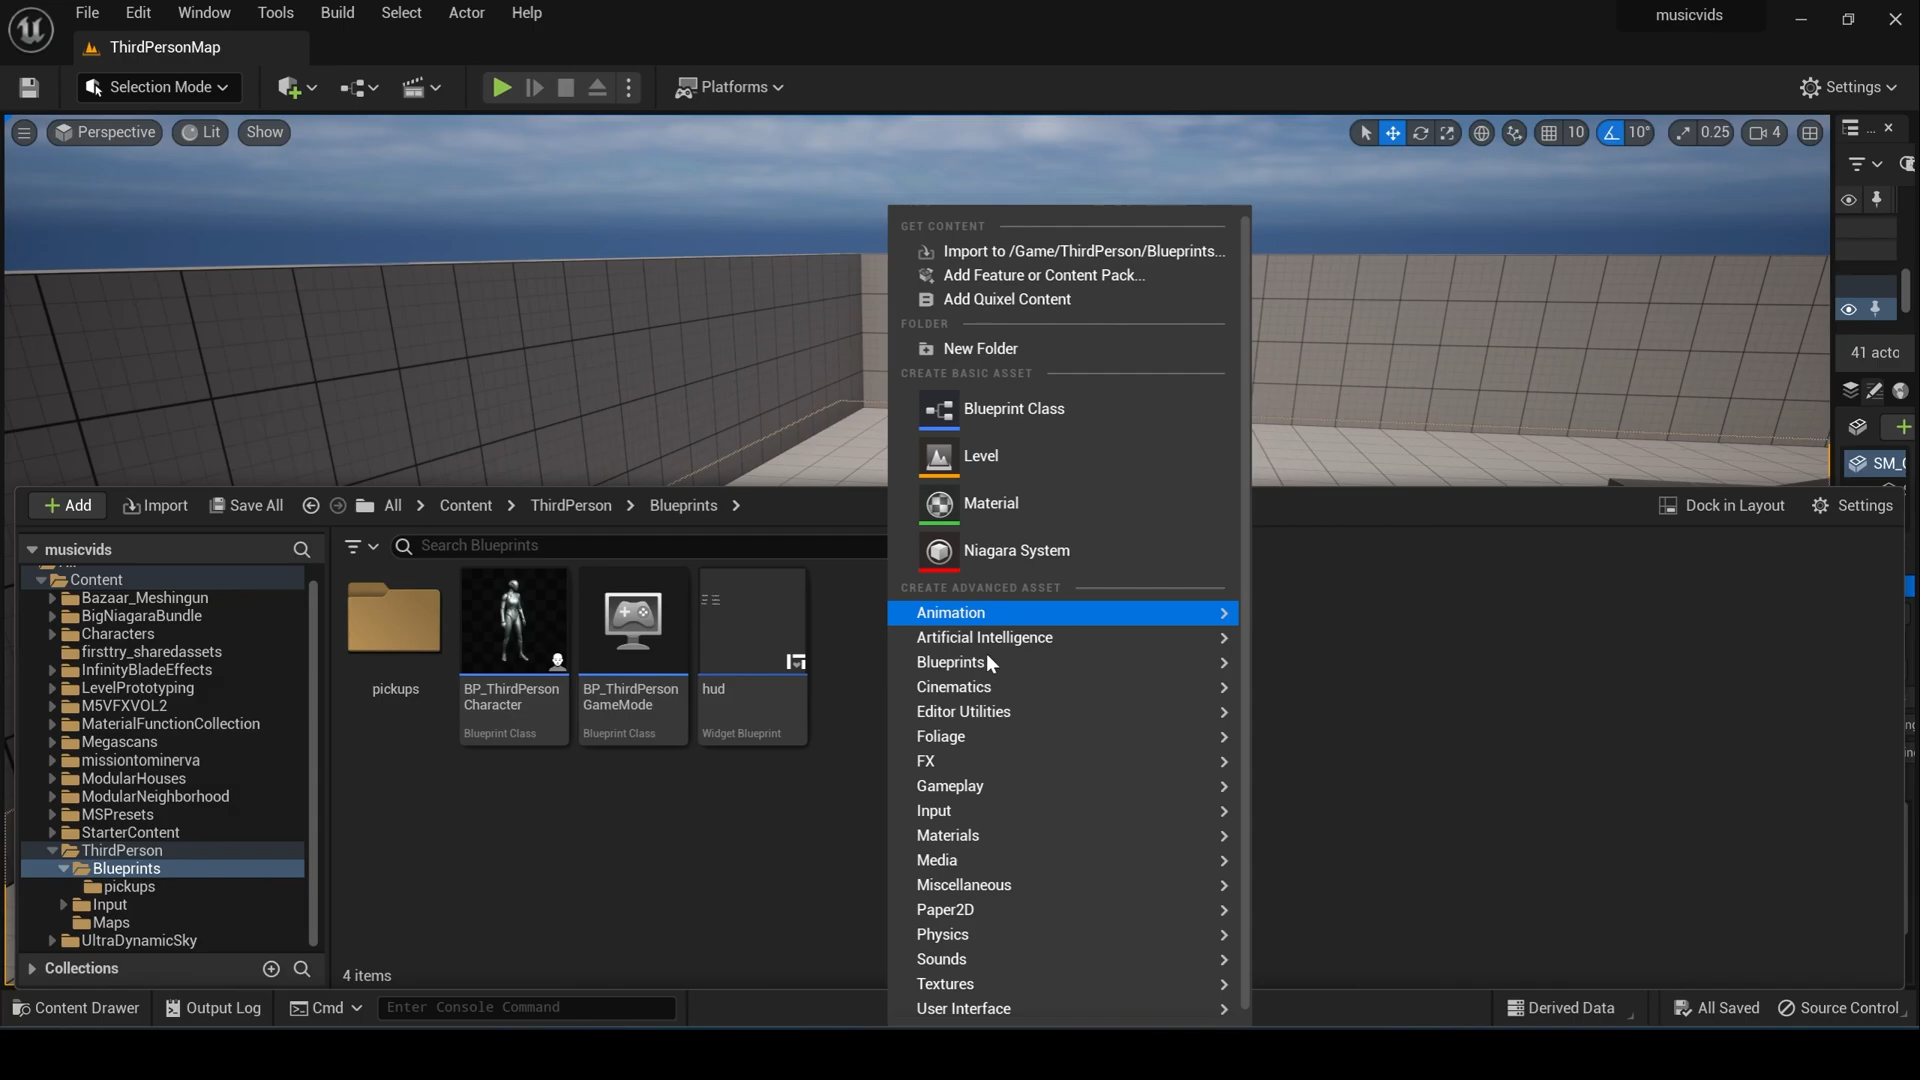 File Edit Window Tools Build Select Actor Help
musicvids
ThirdPersonMap
Selection Mode
Platforms
Settings
Perspective Lit Show
10 10° 0.25 4
...
GET CONTENT
Import to /Game/ThirdPerson/Blueprints...
Add Feature or Content Pack...
Add Quixel Content
FOLDER
New Folder
CREATE BASIC ASSET
Blueprint Class
Level
Material
Niagara System
CREATE ADVANCED ASSET
Animation
Artificial Intelligence
Blueprints
Cinematics
Editor Utilities
Foliage
FX
Gameplay
Input
Materials
Media
Miscellaneous
Paper2D
Physics
Sounds
Textures
User Interface
41 acto
SM_
Add Import Save All All Content ThirdPerson Blueprints
Dock in Layout Settings
musicvids
Search Blueprints
Content
Bazaar_Meshingun
BigNiagaraBundle
Characters
firsttry_sharedassets
InfinityBladeEffects
LevelPrototyping
M5VFXVOL2
MaterialFunctionCollection
Megascans
missiontominerva
ModularHouses
ModularNeighborhood
MSPresets
StarterContent
ThirdPerson
Blueprints
pickups
Input
Maps
UltraDynamicSky
Collections
pickups
BP_ThirdPerson
Character
Blueprint Class
BP_ThirdPerson
GameMode
Blueprint Class
hud
Widget Blueprint
4 items
Content Drawer Output Log Cmd Enter Console Command
Derived Data All Saved Source Control